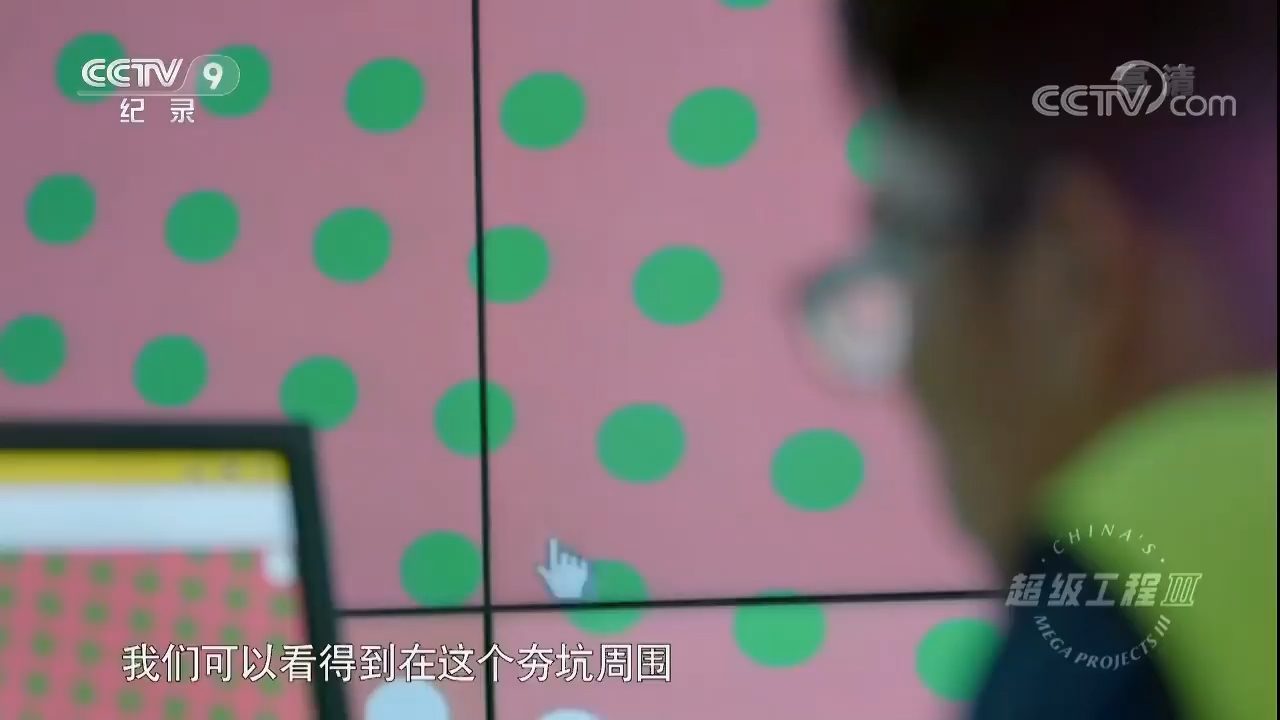 CCTV 9
纪录
高清
CCTV.com
CHINA'S
超级工程III
MEGA PROJECTS III
我们可以看得到在这个夯坑周围